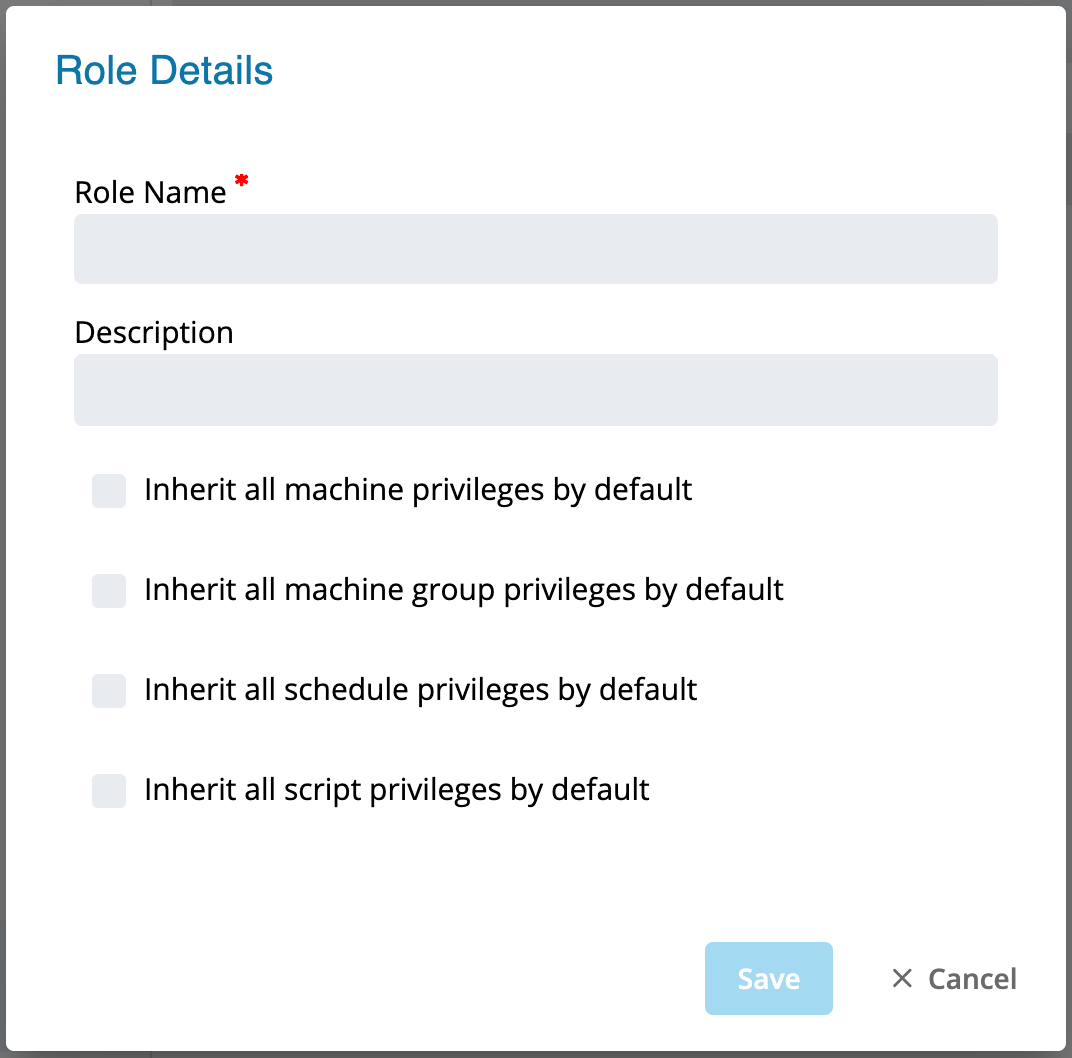 Role Details
Role Name *
Description
Inherit all machine privileges by default
Inherit all machine group privileges by default
Inherit all schedule privileges by default
Inherit all script privileges by default
Save
Cancel